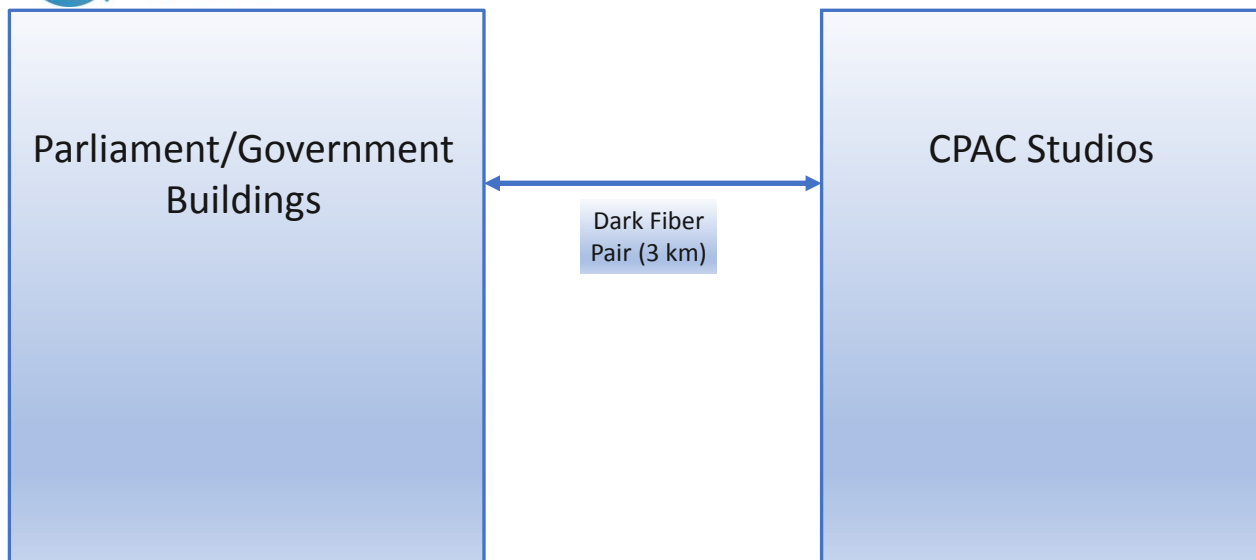 Parliament/Government
Buildings
CPAC Studios
Dark Fiber
Pair (3 km)